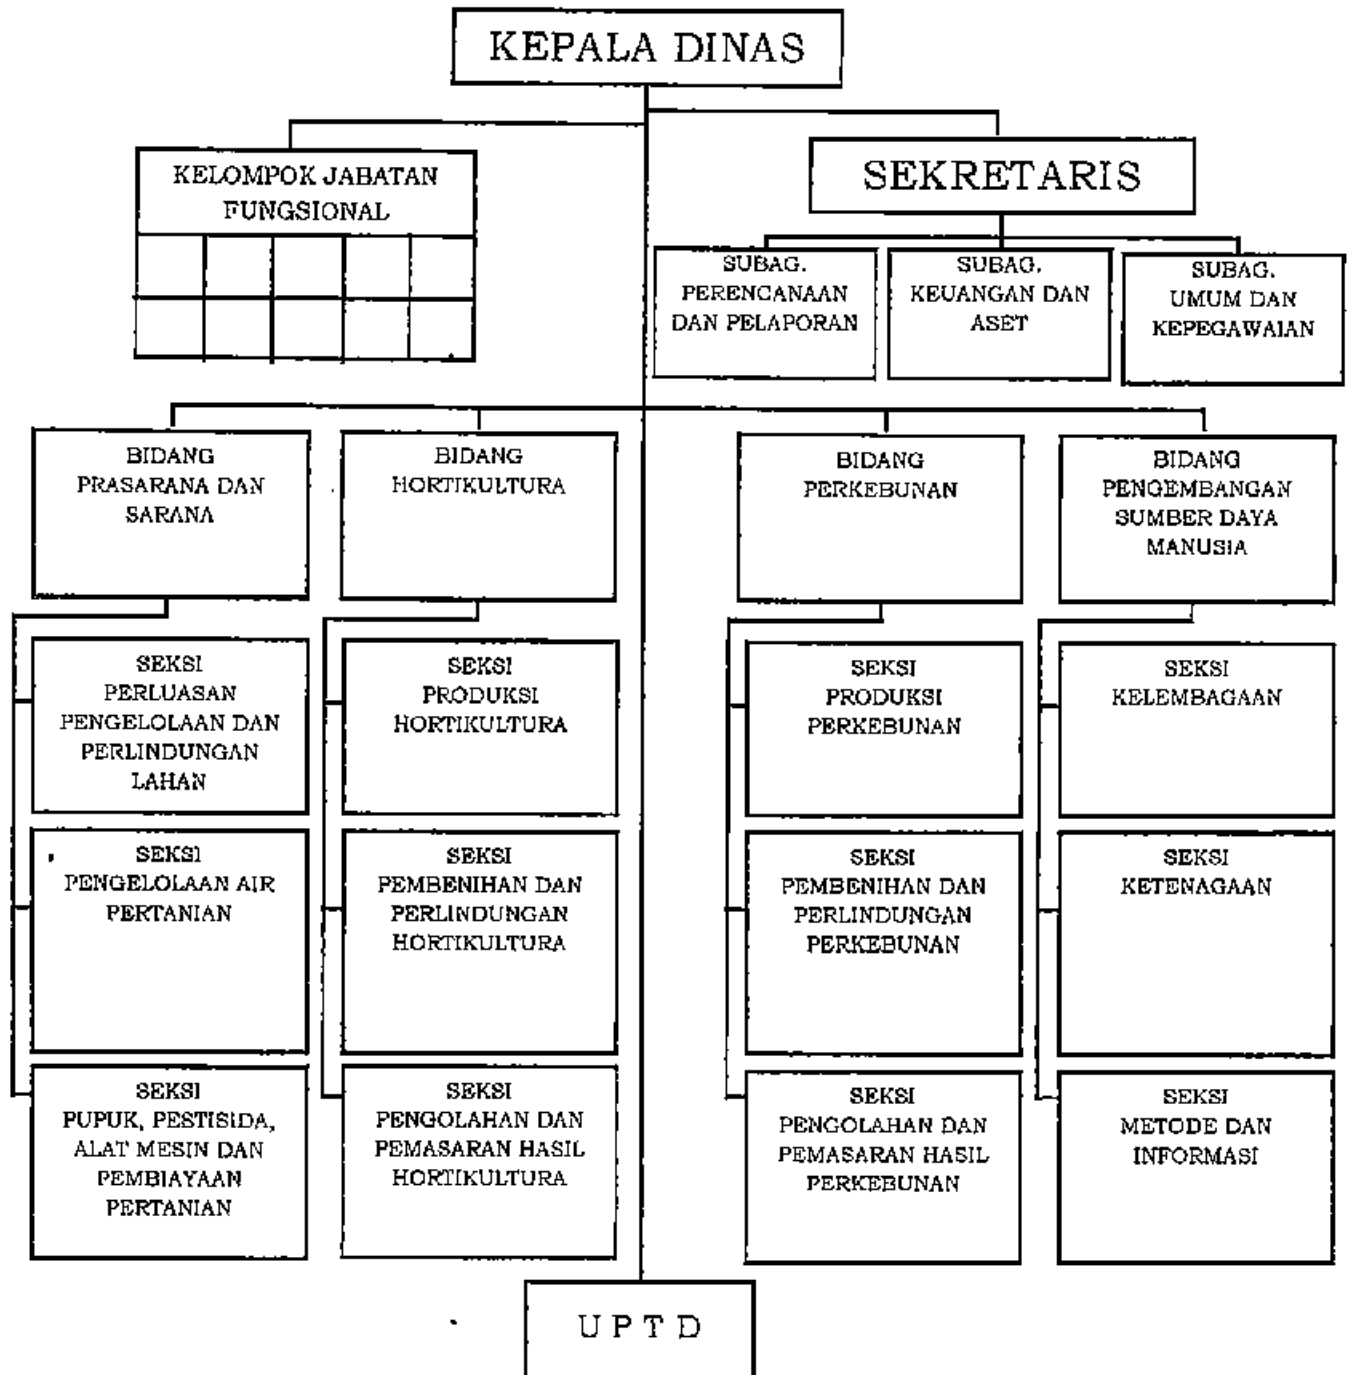 KEPALA DINAS
KELOMPOK JABATAN
FUNGSIONAL
SEKRETARIS
SUBAG.
PERENCANAAN
DAN PELAPORAN
SUBAG.
KEUANGAN DAN
ASET
SUBAG.
UMUM DAN
KEPEGAWAIAN
BIDANG
PRASARANA DAN
SARANA
BIDANG
HORTIKULTURA
BIDANG
PERKEBUNAN
BIDANG
PENGEMBANGAN
SUMBER DAYA
MANUSIA
SEKSI
PERLUASAN
PENGELOLAAN DAN
PERLINDUNGAN
LAHAN
SEKSI
PRODUKSI
HORTIKULTURA
SEKSI
PRODUKSI
PERKEBUNAN
SEKSI
KELEMBAGAAN
SEKSI
PENGELOLAAN AIR
PERTANIAN
SEKSI
PEMBENIHAN DAN
PERLINDUNGAN
HORTIKULTURA
SEKSI
PEMBENIHAN DAN
PERLINDUNGAN
PERKEBUNAN
SEKSI
KETENAGAAN
SEKSI
PUPUK, PESTISIDA,
ALAT MESIN DAN
PEMBIAYAAN
PERTANIAN
SEKSI
PENGOLAHAN DAN
PEMASARAN HASIL
HORTIKULTURA
SEKSI
PENGOLAHAN DAN
PEMASARAN HASIL
PERKEBUNAN
SEKSI
METODE DAN
INFORMASI
U P T D